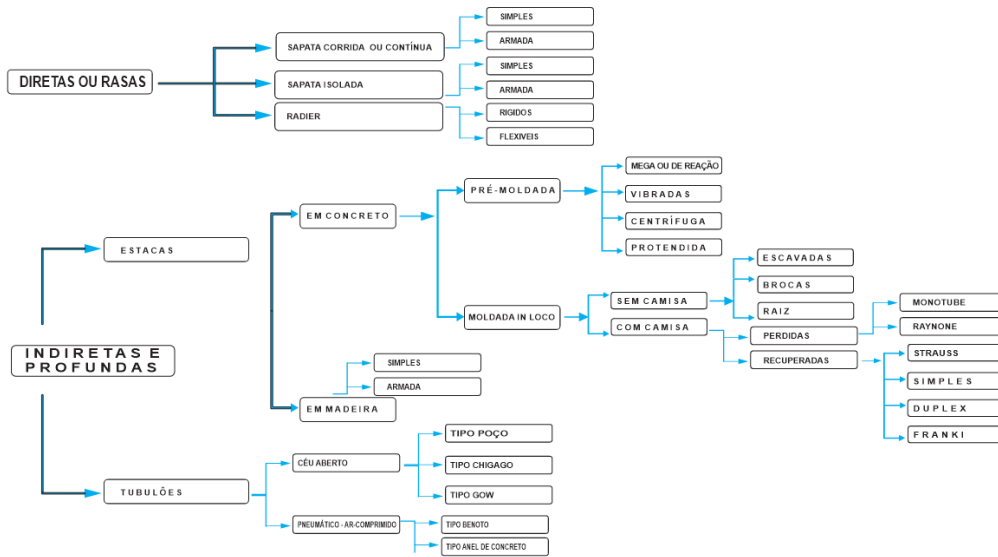 DIRETAS OU RASAS
SAPATA CORRIDA OU CONTÍNUA
SIMPLES
ARMADA
SAPATA ISOLADA
SIMPLES
ARMADA
RADIER
RIGIDOS
FLEXIVEIS
INDIRETAS E
PROFUNDAS
ESTACAS
EM CONCRETO
PRÉ-MOLDADA
MEGA OU DE REAÇÃO
VIBRADAS
CENTRÍFUGA
PROTENDIDA
MOLDADA IN LOCO
SEM CAMISA
ESCAVADAS
BROCAS
RAIZ
COM CAMISA
PERDIDAS
MONOTUBE
RAYNONE
RECUPERADAS
STRAUSS
SIMPLES
DUPLEX
FRANKI
EM MADEIRA
SIMPLES
ARMADA
TUBULÕES
CÉU ABERTO
TIPO POÇO
TIPO CHIGAGO
TIPO GOW
PNEUMÁTICO - AR-COMPRIMIDO
TIPO BENOTO
TIPO ANEL DE CONCRETO